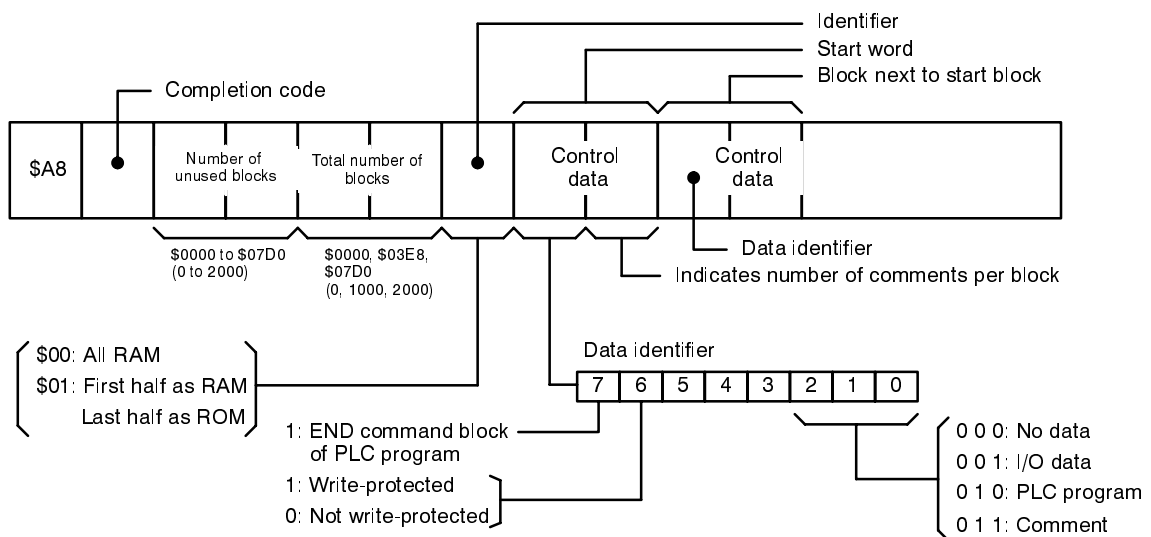 Identifier
Start word
Block next to start block
Completion code
$A8
Number of
unused blocks
Total number of
blocks
Control
data
Control
data
$0000 to $07D0
(0 to 2000)
$0000, $03E8,
$07D0
(0, 1000, 2000)
Data identifier
Indicates number of comments per block
$00: All RAM
$01: First half as RAM
Last half as ROM
Data identifier
7 6 5 4 3 2 1 0
1: END command block
of PLC program
1: Write-protected
0: Not write-protected
0 0 0: No data
0 0 1: I/O data
0 1 0: PLC program
0 1 1: Comment